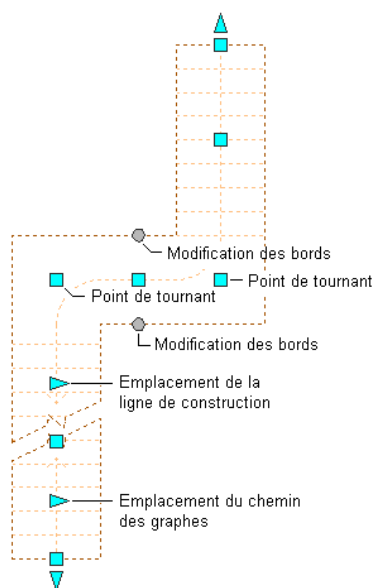 Modification des bords
Point de tournant
Point de tournant
Modification des bords
Emplacement de la
ligne de construction
Emplacement du chemin
des graphes